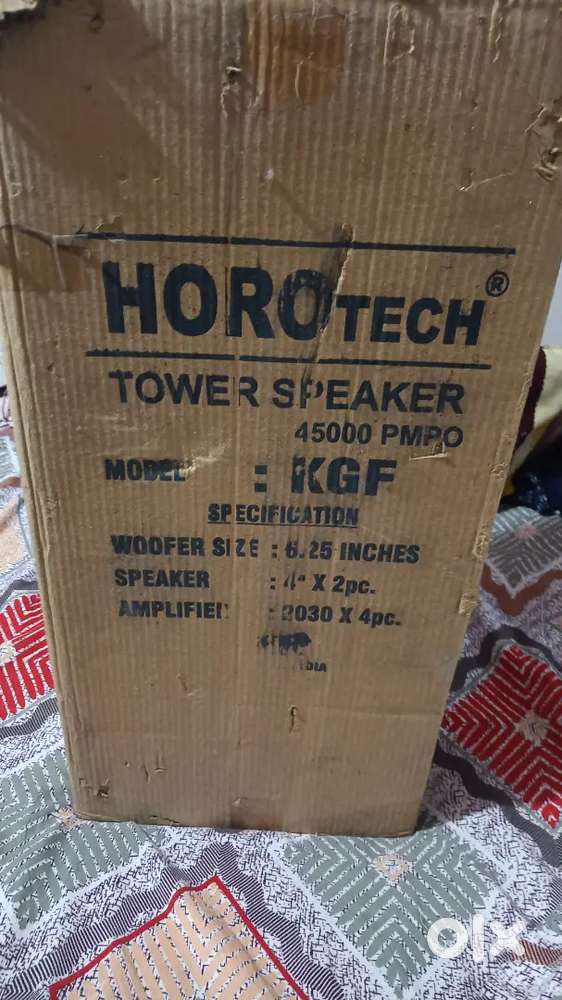 HOROTECH®
TOWER SPEAKER
45000 PMPO
MODEL : KGF
SPECIFICATION
WOOFER SIZE : 6.25 INCHES
SPEAKER : 4" X 2pc.
AMPLIFIER : 2030 X 4pc.
olx